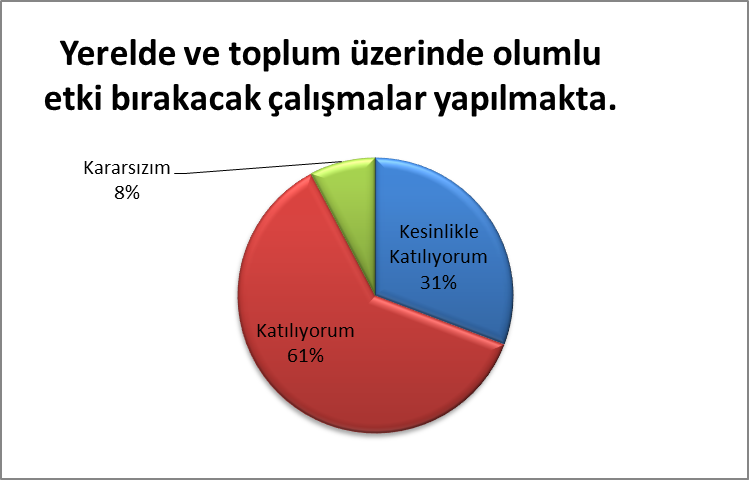 Yerelde ve toplum üzerinde olumlu
etki bırakacak çalışmalar yapılmakta.
Kararsızım
8%
Kesinlikle
Katılıyorum
31%
Katılıyorum
61%